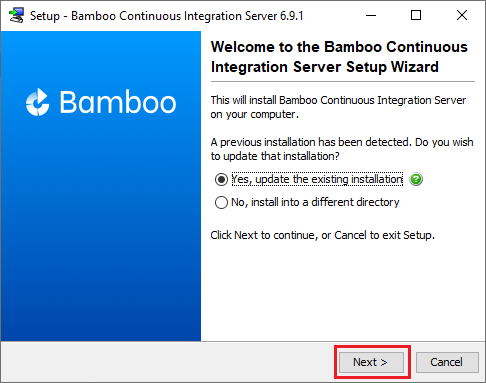 Setup - Bamboo Continuous Integration Server 6.9.1
Bamboo
Welcome to the Bamboo Continuous
Integration Server Setup Wizard
This will install Bamboo Continuous Integration Server
on your computer.
A previous installation has been detected. Do you wish
to update that installation?
Yes, update the existing installation
?
No, install into a different directory
Click Next to continue, or Cancel to exit Setup.
Next >
Cancel